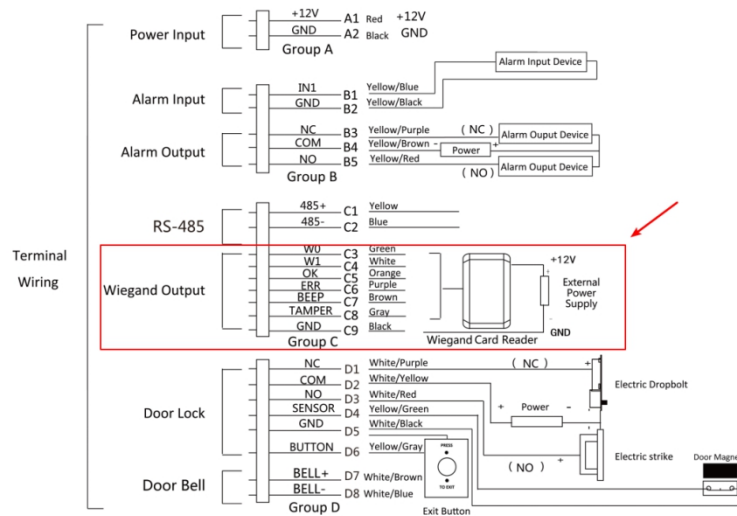 Terminal Wiring
Power Input
+12V A1 Red +12V
GND A2 Black GND
Group A
Alarm Input
IN1 B1 Yellow/Blue
GND B2 Yellow/Black
Alarm Input Device
Alarm Output
NC B3 Yellow/Purple ( NC ) Alarm Ouput Device
COM B4 Yellow/Brown - Power +
NO B5 Yellow/Red ( NO ) Alarm Ouput Device
Group B
RS-485
485+ C1 Yellow
485- C2 Blue
Wiegand Output
W0 C3 Green
W1 C4 White
OK C5 Orange
ERR C6 Purple
BEEP C7 Brown
TAMPER C8 Gray
GND C9 Black
Group C
Wiegand Card Reader
+12V
External Power Supply
GND
Door Lock
NC D1 White/Purple ( NC ) +
COM D2 White/Yellow
NO D3 White/Red
SENSOR D4 Yellow/Green
GND D5 White/Black
BUTTON D6 Yellow/Gray
Electric Dropbolt
+ Power -
Electric strike
( NO ) +
Door Magne
PRESS
TO EXIT
Exit Button
Door Bell
BELL+ D7 White/Brown
BELL- D8 White/Blue
Group D